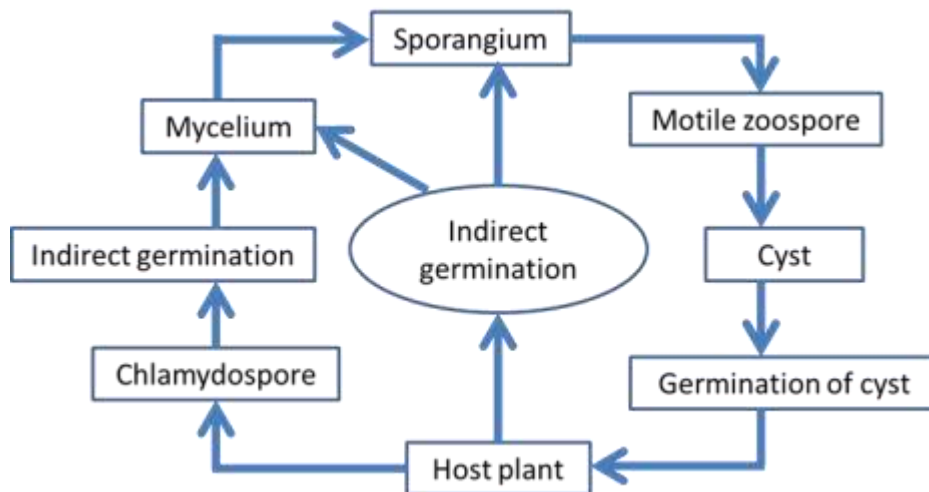 Sporangium
Mycelium
Motile zoospore
Indirect germination
Indirect
germination
Cyst
Chlamydospore
Germination of cyst
Host plant